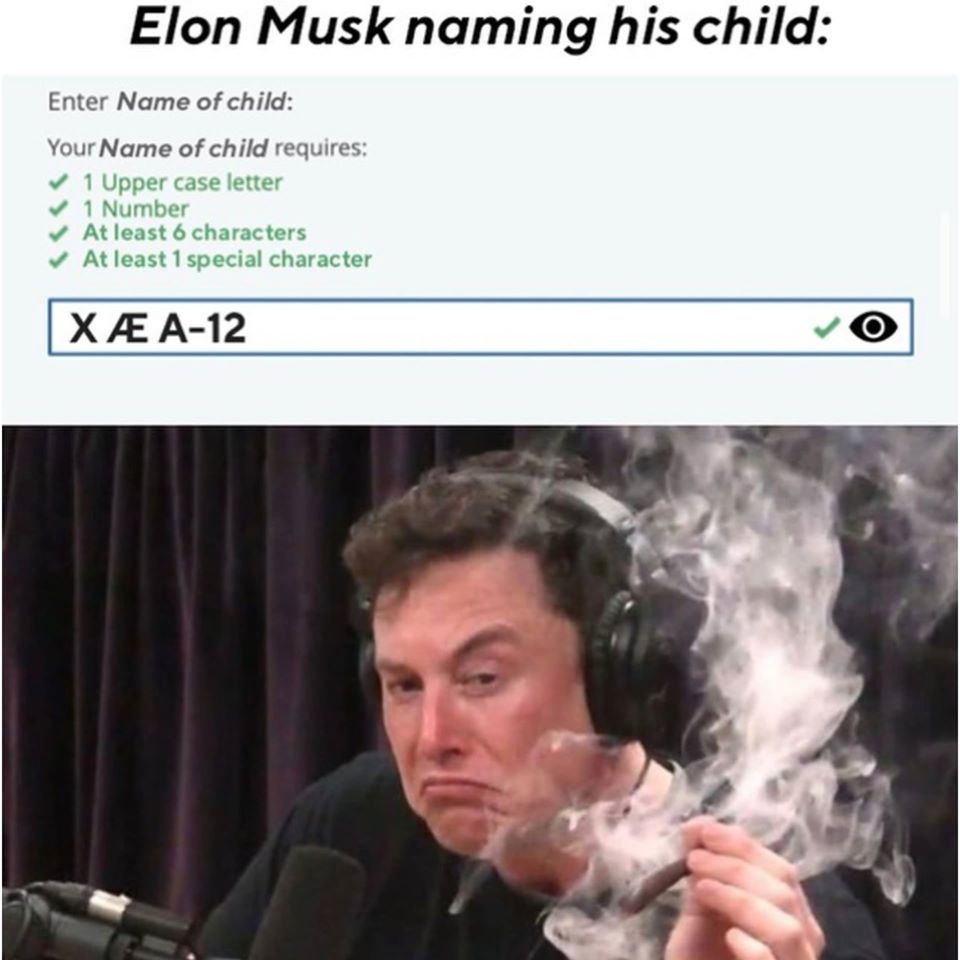 Elon Musk naming his child:
Enter Name of child:
Your Name of child requires:
1 Upper case letter
1 Number
At least 6 characters
At least 1 special character
X Æ A-12